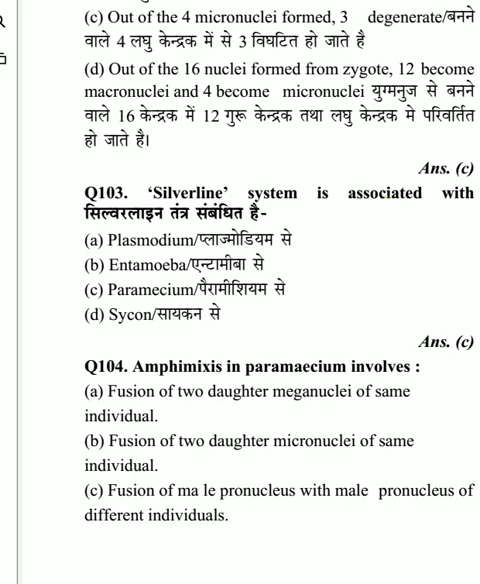 (c) Out of the 4 micronuclei formed, 3 degenerate/बनने
वाले 4 लघु केन्द्रक में से 3 विघटित हो जाते है
(d) Out of the 16 nuclei formed from zygote, 12 become
macronuclei and 4 become micronuclei युग्मनुज से बनने
वाले 16 केन्द्रक में 12 गुरू केन्द्रक तथा लघु केन्द्रक मे परिवर्तित
हो जाते है।
Ans. (c)
Q103. ‘Silverline’ system is associated with
सिल्वरलाइन तंत्र संबंधित है-
(a) Plasmodium/प्लाज्मोडियम से
(b) Entamoeba/एन्टामीबा से
(c) Paramecium/पैरामीशियम से
(d) Sycon/सायकन से
Ans. (c)
Q104. Amphimixis in paramaecium involves :
(a) Fusion of two daughter meganuclei of same
individual.
(b) Fusion of two daughter micronuclei of same
individual.
(c) Fusion of ma le pronucleus with male pronucleus of
different individuals.